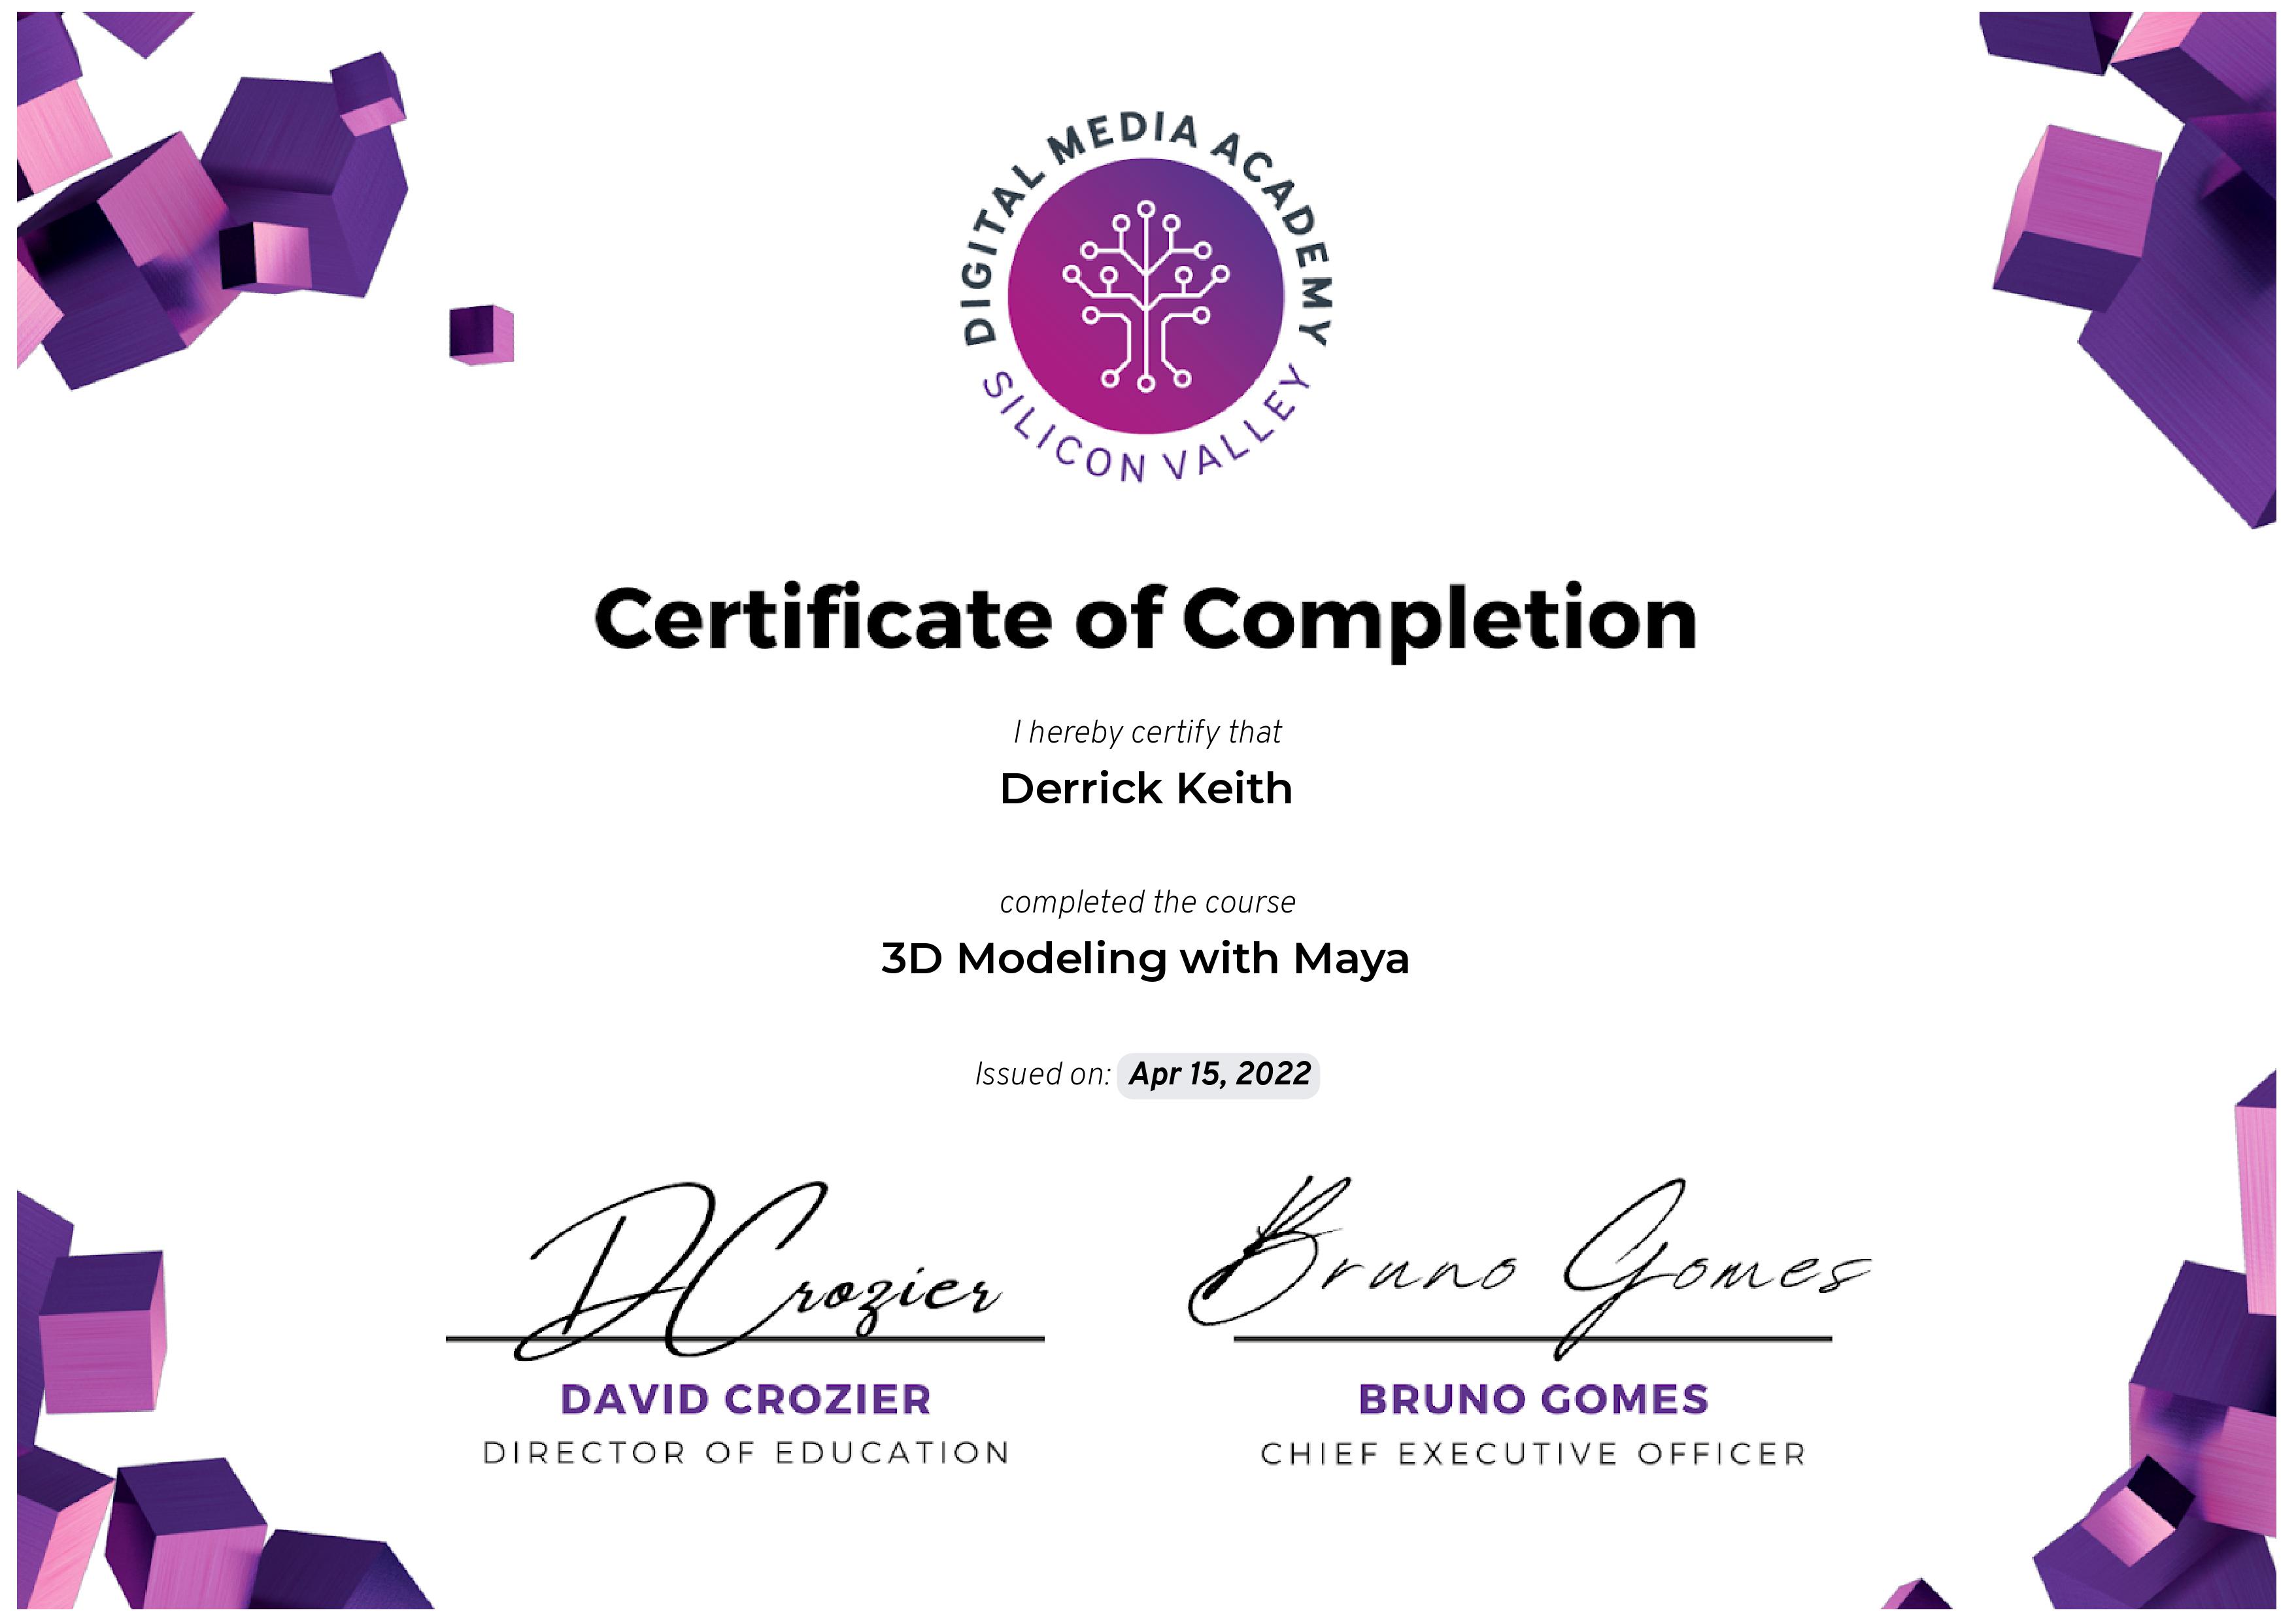 DIGITAL MEDIA ACADEMY
SILICON VALLEY
Certificate of Completion
I hereby certify that
Derrick Keith
completed the course
3D Modeling with Maya
Issued on: Apr 15, 2022
DCrozier
Bruno Gomes
DAVID CROZIER
BRUNO GOMES
DIRECTOR OF EDUCATION
CHIEF EXECUTIVE OFFICER